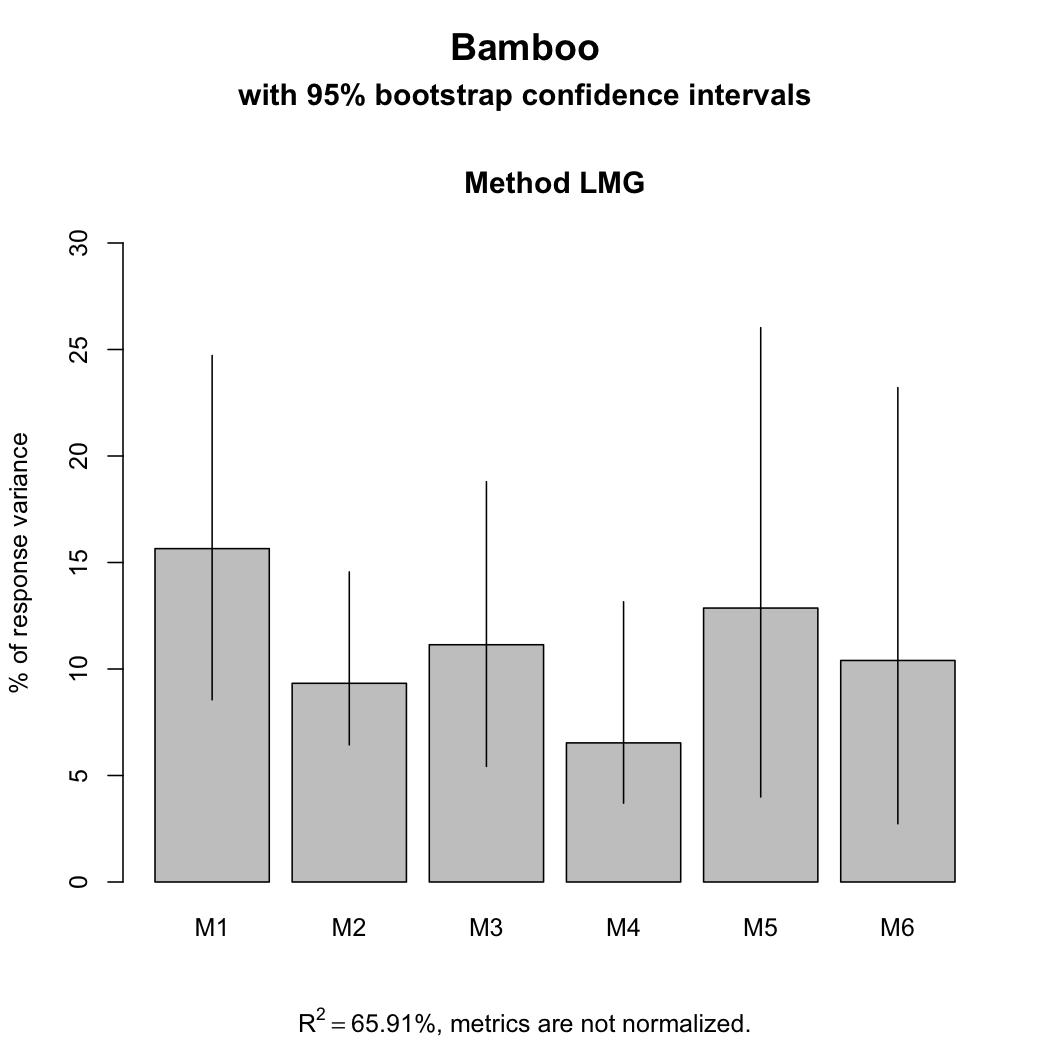 Bamboo
with 95% bootstrap confidence intervals
Method LMG
% of response variance
30
25
20
15
10
5
0
M1 M2 M3 M4 M5 M6
R² = 65.91%, metrics are not normalized.